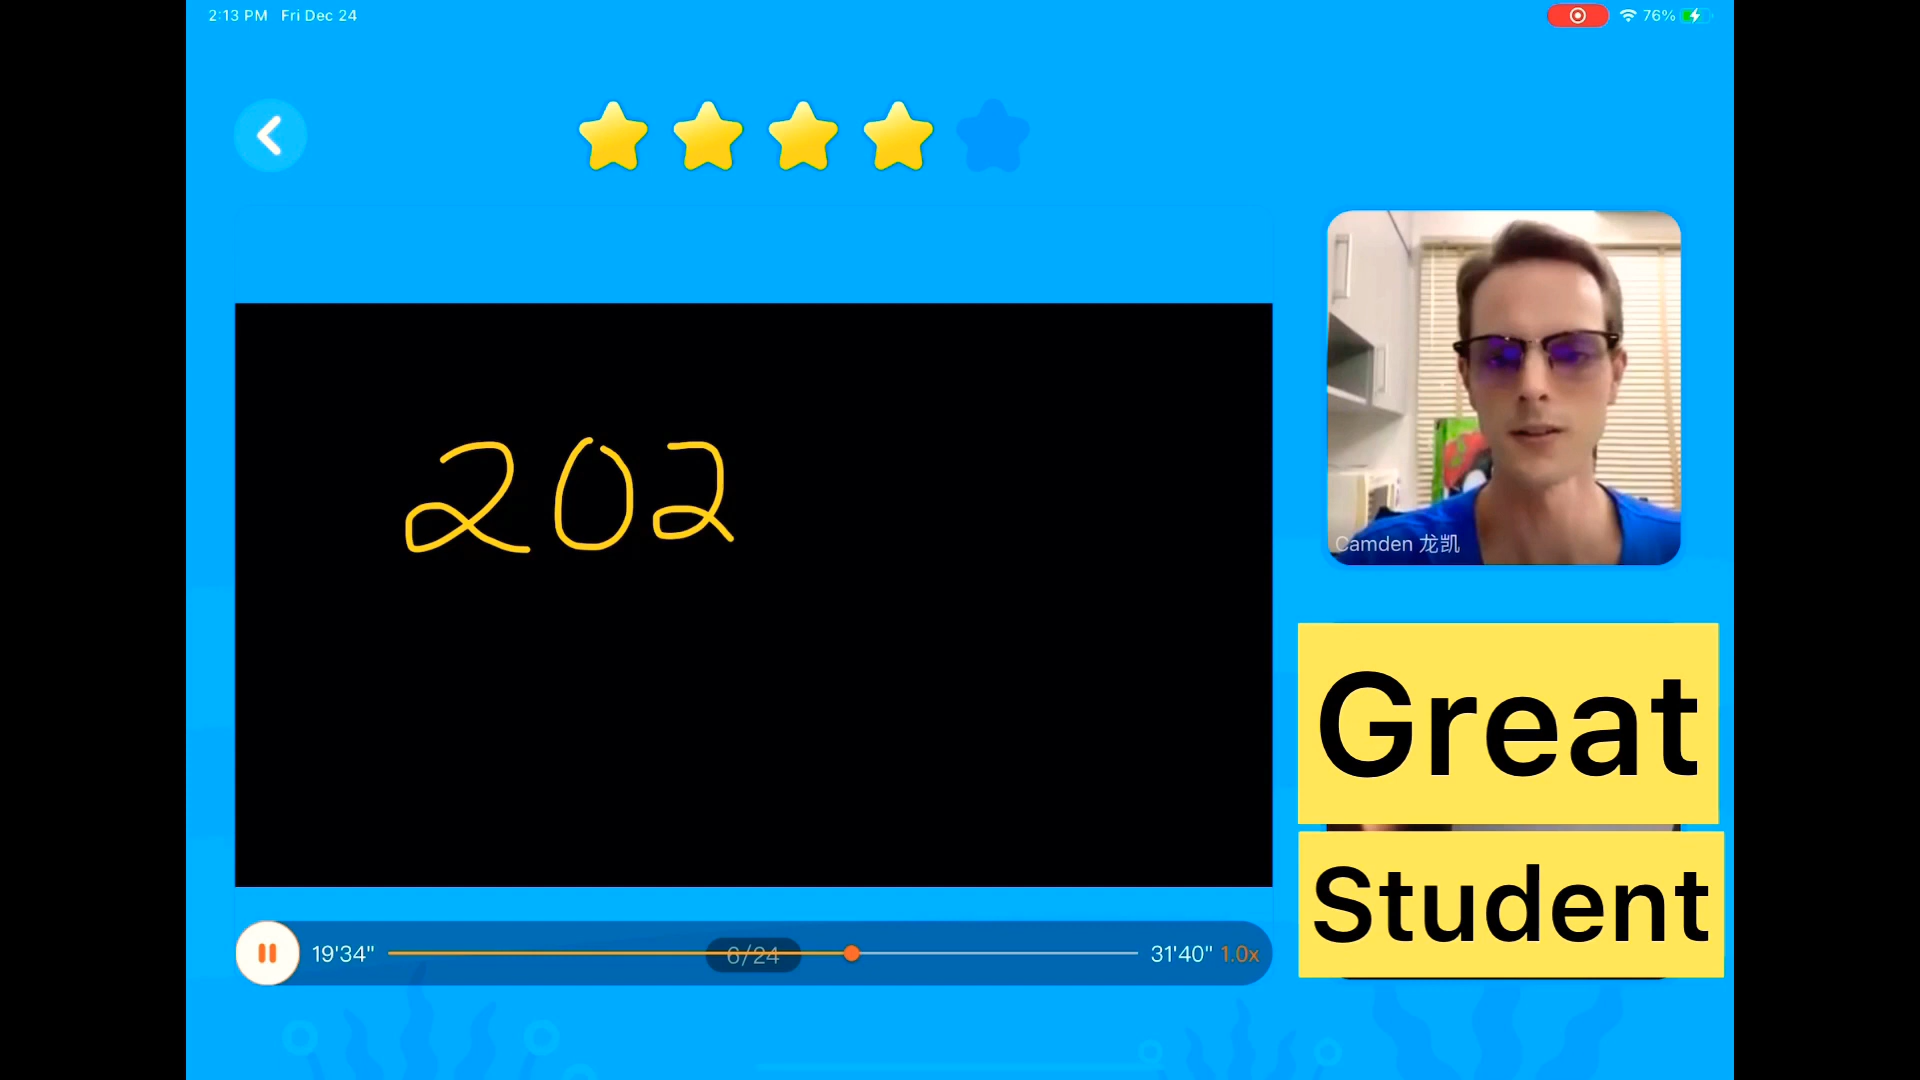 2:13 PM Fri Dec 24
76%
202
Camden 龙凯
Great
Student
19'34"
6/24
31'40" 1.0x